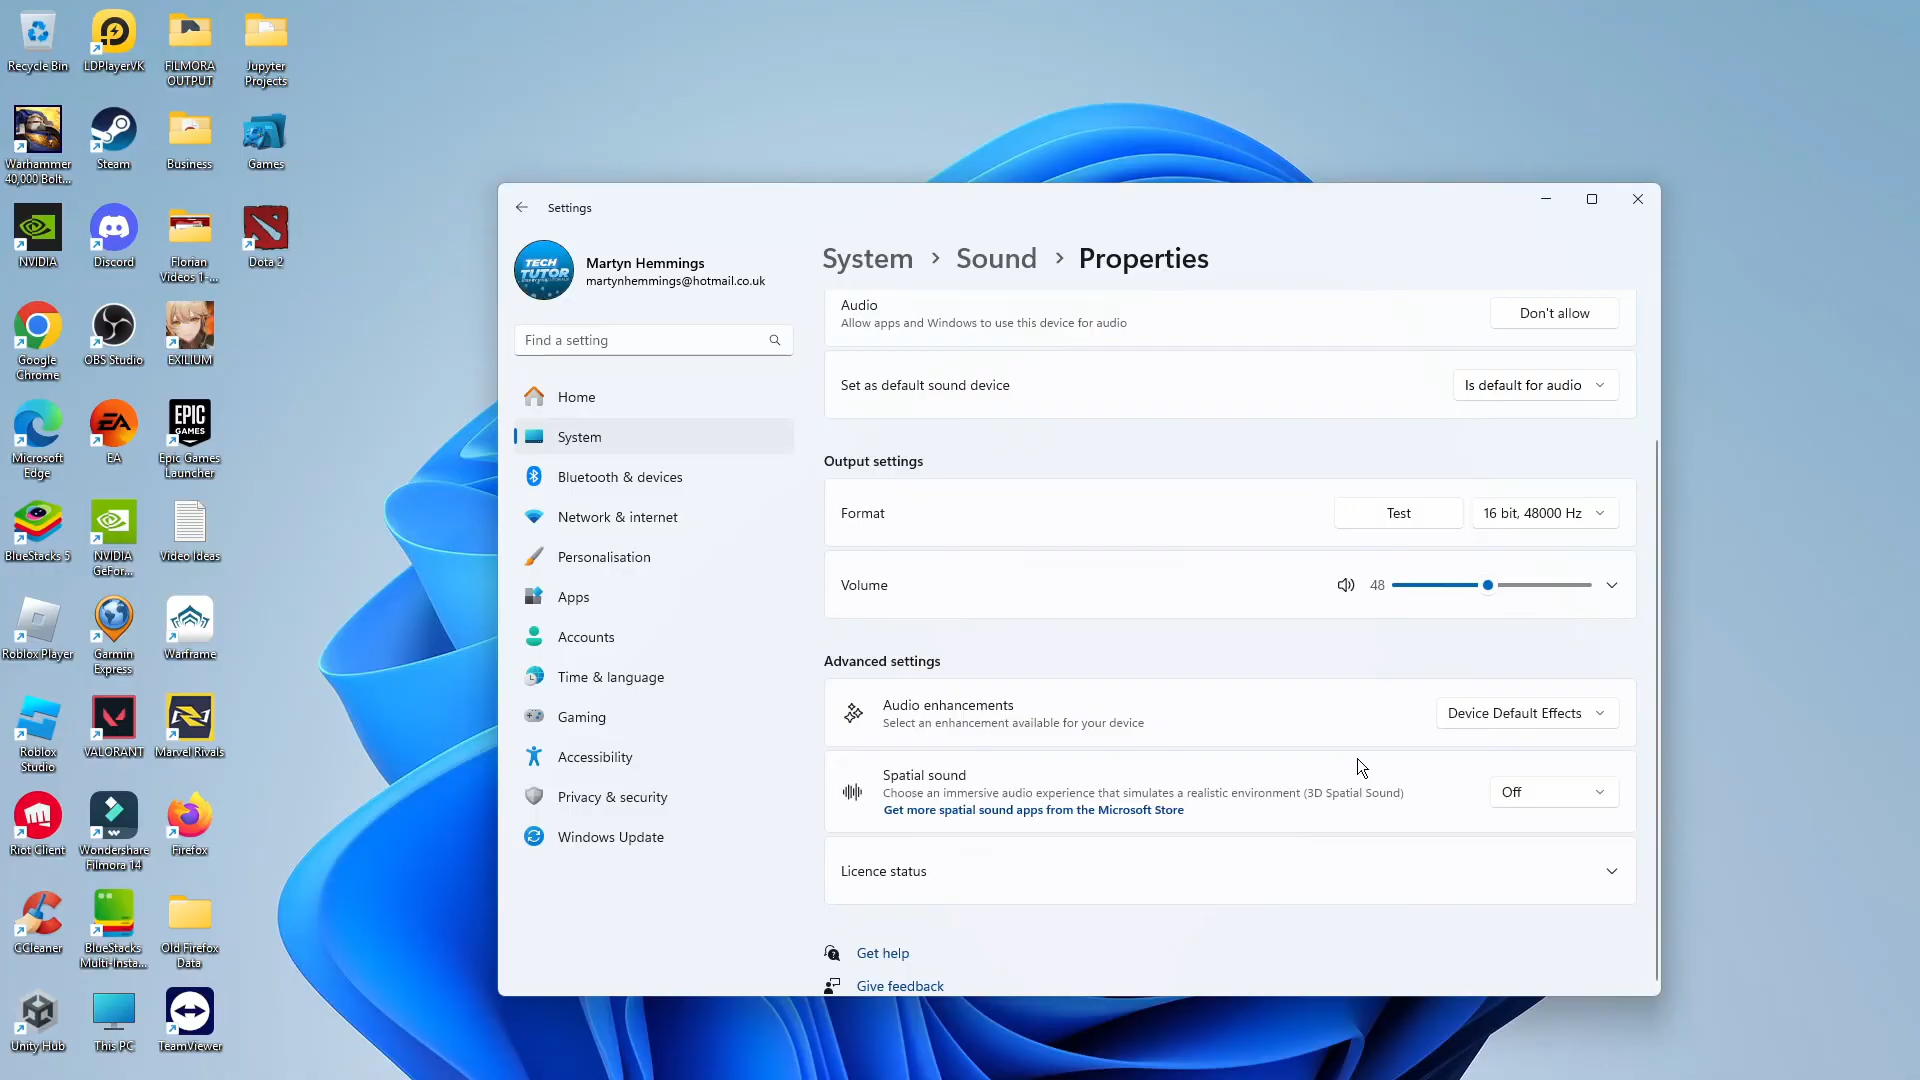 Recycle Bin
LDPlayerVK
FILMORA
OUTPUT
Jupyter
Projects
Warhammer
40,000 Bolt...
Steam
Business
Games
NVIDIA
Discord
Florian
Videos 1-...
Dota 2
Google
Chrome
OBS Studio
EXILIUM
Microsoft
Edge
EA
EA
EPIC
GAMES
Epic Games
Launcher
BlueStacks 5
NVIDIA
GeFor...
Video Ideas
Roblox Player
Garmin
Express
Warframe
Roblox
Studio
VALORANT
Marvel Rivals
Riot Client
Wondershare
Filmora 14
Firefox
CCleaner
BlueStacks
Multi-Insta...
Old Firefox
Data
Unity Hub
This PC
TeamViewer
Settings
TECH
TUTOR
Martyn Hemmings
martynhemmings@hotmail.co.uk
Find a setting
Home
System
Bluetooth & devices
Network & internet
Personalisation
Apps
Accounts
Time & language
Gaming
Accessibility
Privacy & security
Windows Update
System > Sound > Properties
Audio
Allow apps and Windows to use this device for audio
Don't allow
Set as default sound device
Is default for audio
Output settings
Format
Test
16 bit, 48000 Hz
Volume
48
Advanced settings
Audio enhancements
Select an enhancement available for your device
Device Default Effects
Spatial sound
Choose an immersive audio experience that simulates a realistic environment (3D Spatial Sound)
Get more spatial sound apps from the Microsoft Store
Off
Licence status
Get help
Give feedback